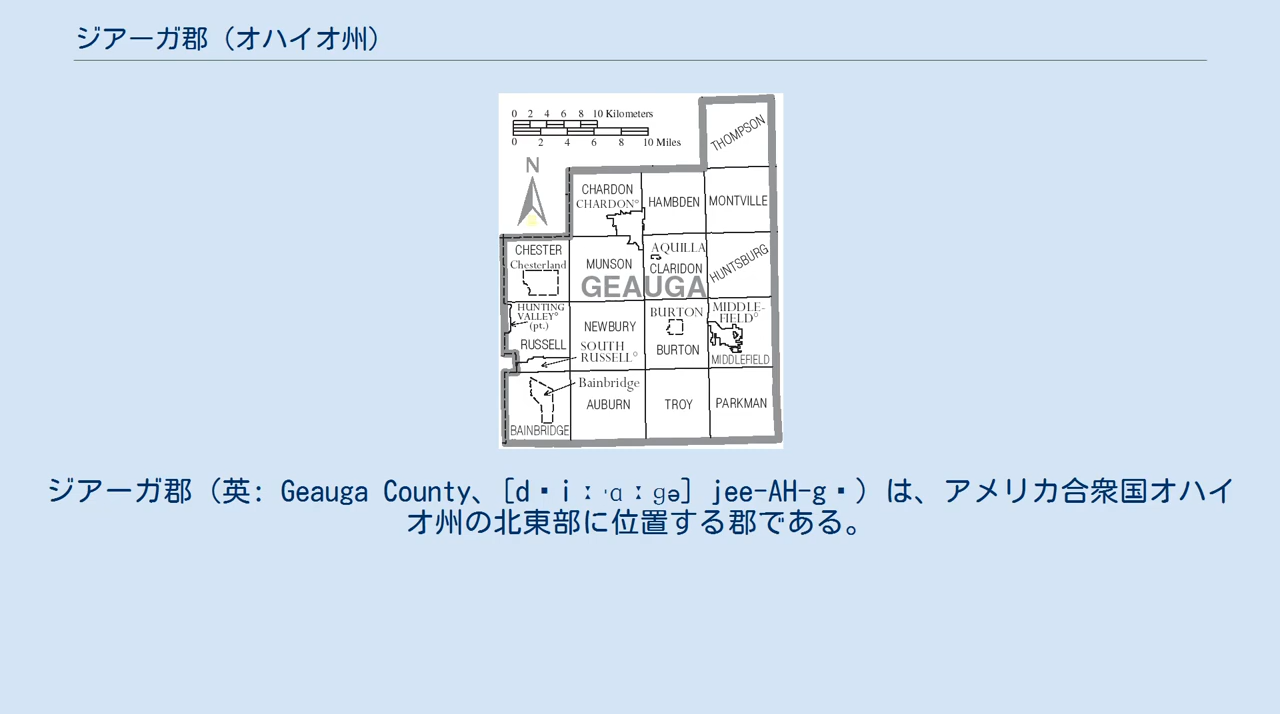 ジアーガ郡（オハイオ州）
0 2 4 6 8 10 Kilometers
0 2 4 6 8 10 Miles
N
THOMPSON
CHARDON
CHARDON°
HAMBDEN
MONTVILLE
CHESTER
Chesterland
MUNSON
AQUILLA
CLARIDON
HUNTSBURG
GEAUGA
HUNTING
VALLEY°
(pt.)
RUSSELL
NEWBURY
SOUTH
RUSSELL°
BURTON
BURTON
MIDDLE-
FIELD°
MIDDLEFIELD
Bainbridge
BAINBRIDGE
AUBURN
TROY
PARKMAN
ジアーガ郡（英: Geauga County、[d▪iːˈɑːɡə] jee-AH-g▪）は、アメリカ合衆国オハイ
オ州の北東部に位置する郡である。